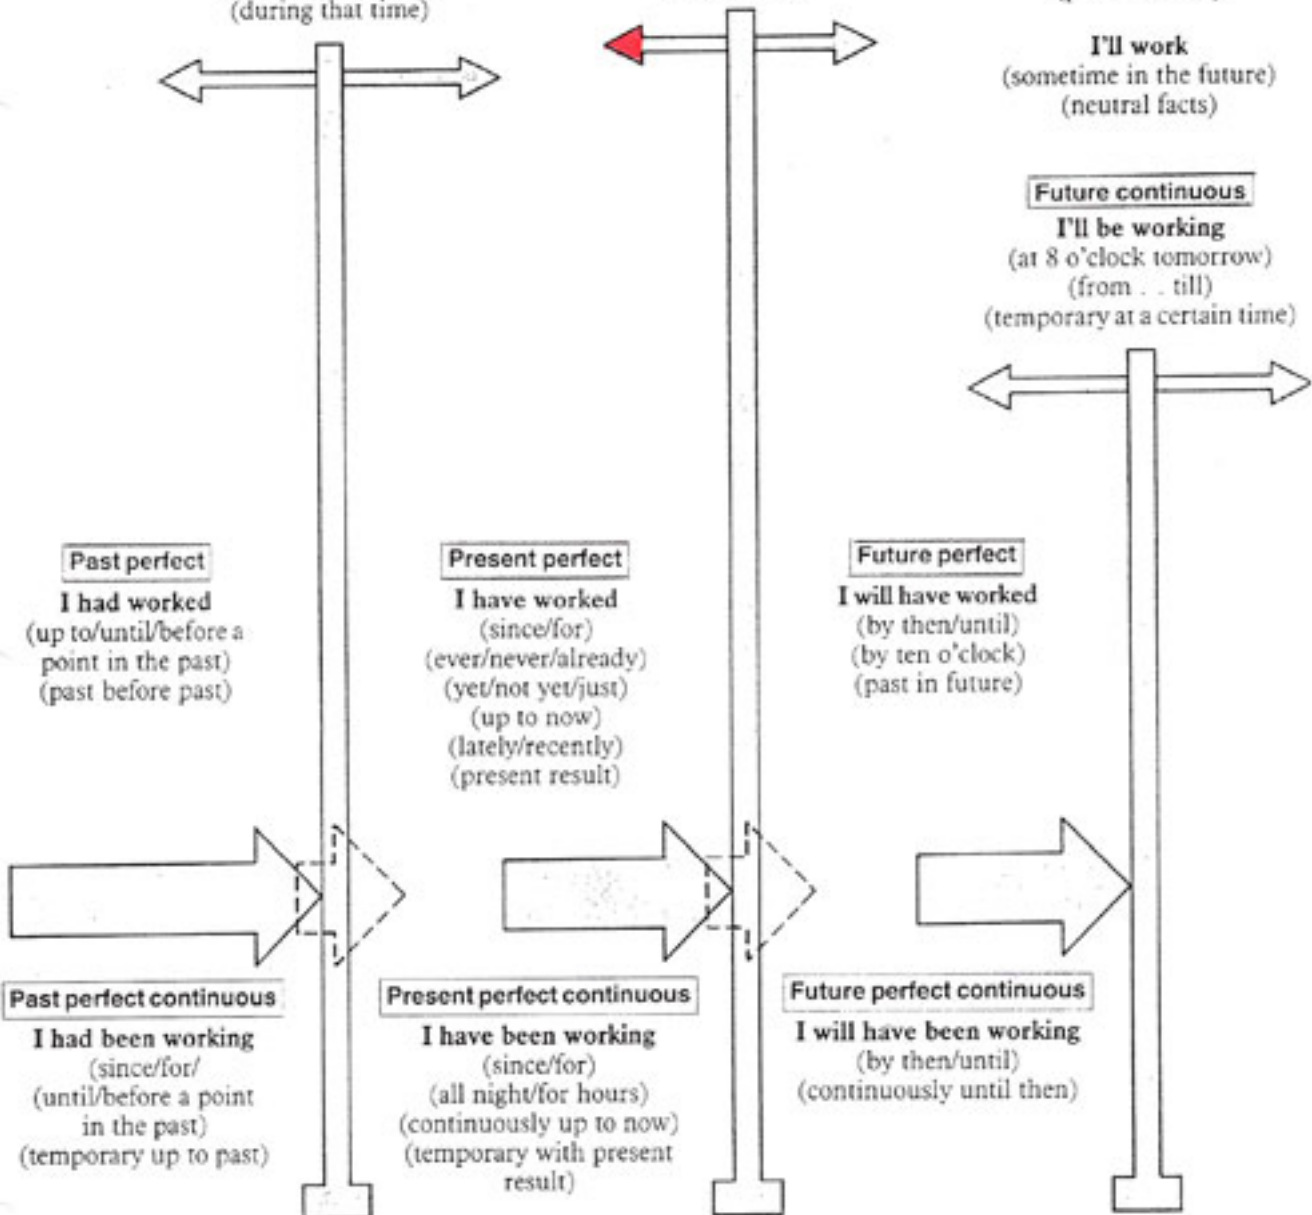 (during that time)
I'll work
(sometime in the future)
(neutral facts)
Future continuous
I'll be working
(at 8 o'clock tomorrow)
(from . . till)
(temporary at a certain time)
Past perfect
I had worked
(up to/until/before a
point in the past)
(past before past)
Present perfect
I have worked
(since/for)
(ever/never/already)
(yet/not yet/just)
(up to now)
(lately/recently)
(present result)
Future perfect
I will have worked
(by then/until)
(by ten o'clock)
(past in future)
Past perfect continuous
I had been working
(since/for/
(until/before a point
in the past)
(temporary up to past)
Present perfect continuous
I have been working
(since/for)
(all night/for hours)
(continuously up to now)
(temporary with present
result)
Future perfect continuous
I will have been working
(by then/until)
(continuously until then)